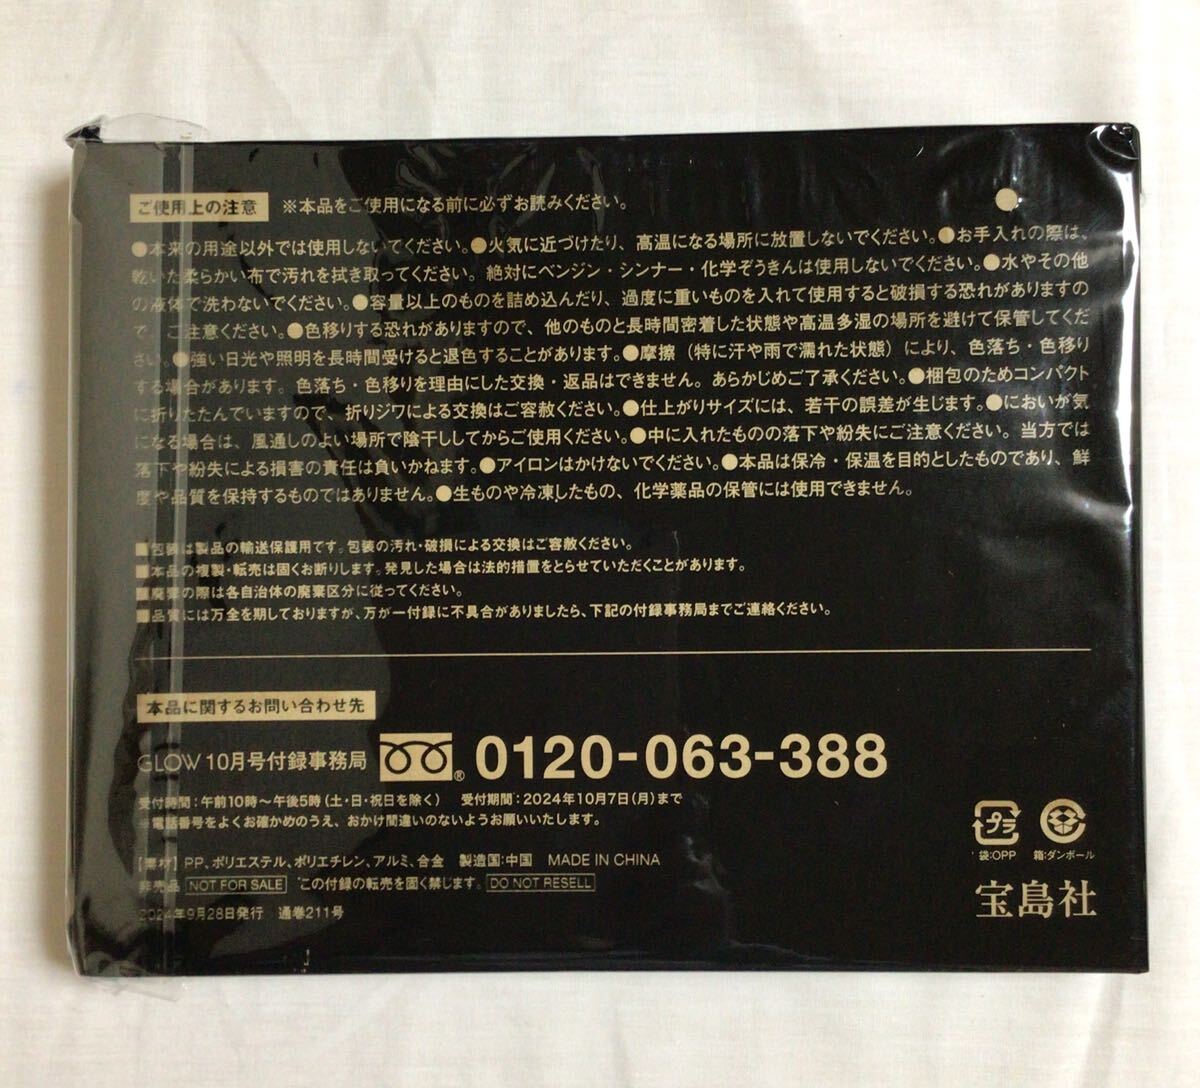 ご使用上の注意 ※本品をご使用になる前に必ずお読みください。
●本来の用途以外では使用しないでください。●火気に近づけたり、高温になる場所に放置しないでください。●お手入れの際は、
乾いた柔らかい布で汚れを拭き取ってください。絶対にベンジン・シンナー・化学ぞうきんは使用しないでください。●水やその他
の液体で洗わないでください。●容量以上のものを詰め込んだり、過度に重いものを入れて使用すると破損する恐れがありますの
で、ご注意ください。●色移りする恐れがありますので、他のものと長時間密着した状態や高温多湿の場所を避けて保管してくだ
さい。●強い日光や照明を長時間受けると退色することがあります。●摩擦（特に汗や雨で濡れた状態）により、色落ち・色移り
する場合があります。色落ち・色移りを理由にした交換・返品はできません。あらかじめご了承ください。●梱包のためコンパクト
に折りたたんでいますので、折りジワによる交換はご容赦ください。●仕上がりサイズには、若干の誤差が生じます。●においが気
になる場合は、風通しのよい場所で陰干ししてからご使用ください。●中に入れたものの落下や紛失にご注意ください。当方では
落下や紛失による損害の責任は負いかねます。●アイロンはかけないでください。●本品は保冷・保温を目的としたものであり、鮮
度や品質を保持するものではありません。●生ものや冷凍したもの、化学薬品の保管には使用できません。
■包装は製品の輸送保護用です。包装の汚れ・破損による交換はご容赦ください。
■本品の複製・転売は固くお断りします。発見した場合は法的措置をとらせていただくことがあります。
■廃棄の際は各自治体の廃棄区分に従ってください。
■品質には万全を期しておりますが、万が一付録に不具合がありましたら、下記の付録事務局までご連絡ください。
本品に関するお問い合わせ先
GLOW 10月号付録事務局 ® 0120-063-388
受付時間：午前10時〜午後5時（土・日・祝日を除く） 受付期間：2024年10月7日（月）まで
※電話番号をよくお確かめのうえ、おかけ間違いのないようお願いいたします。
プラ
袋：OPP 箱：ダンボール
【素材】PP、ポリエステル、ポリエチレン、アルミ、合金 製造国：中国 MADE IN CHINA
非売品 NOT FOR SALE この付録の転売を固く禁じます。 DO NOT RESELL
2024年9月28日発行 通巻211号
宝島社